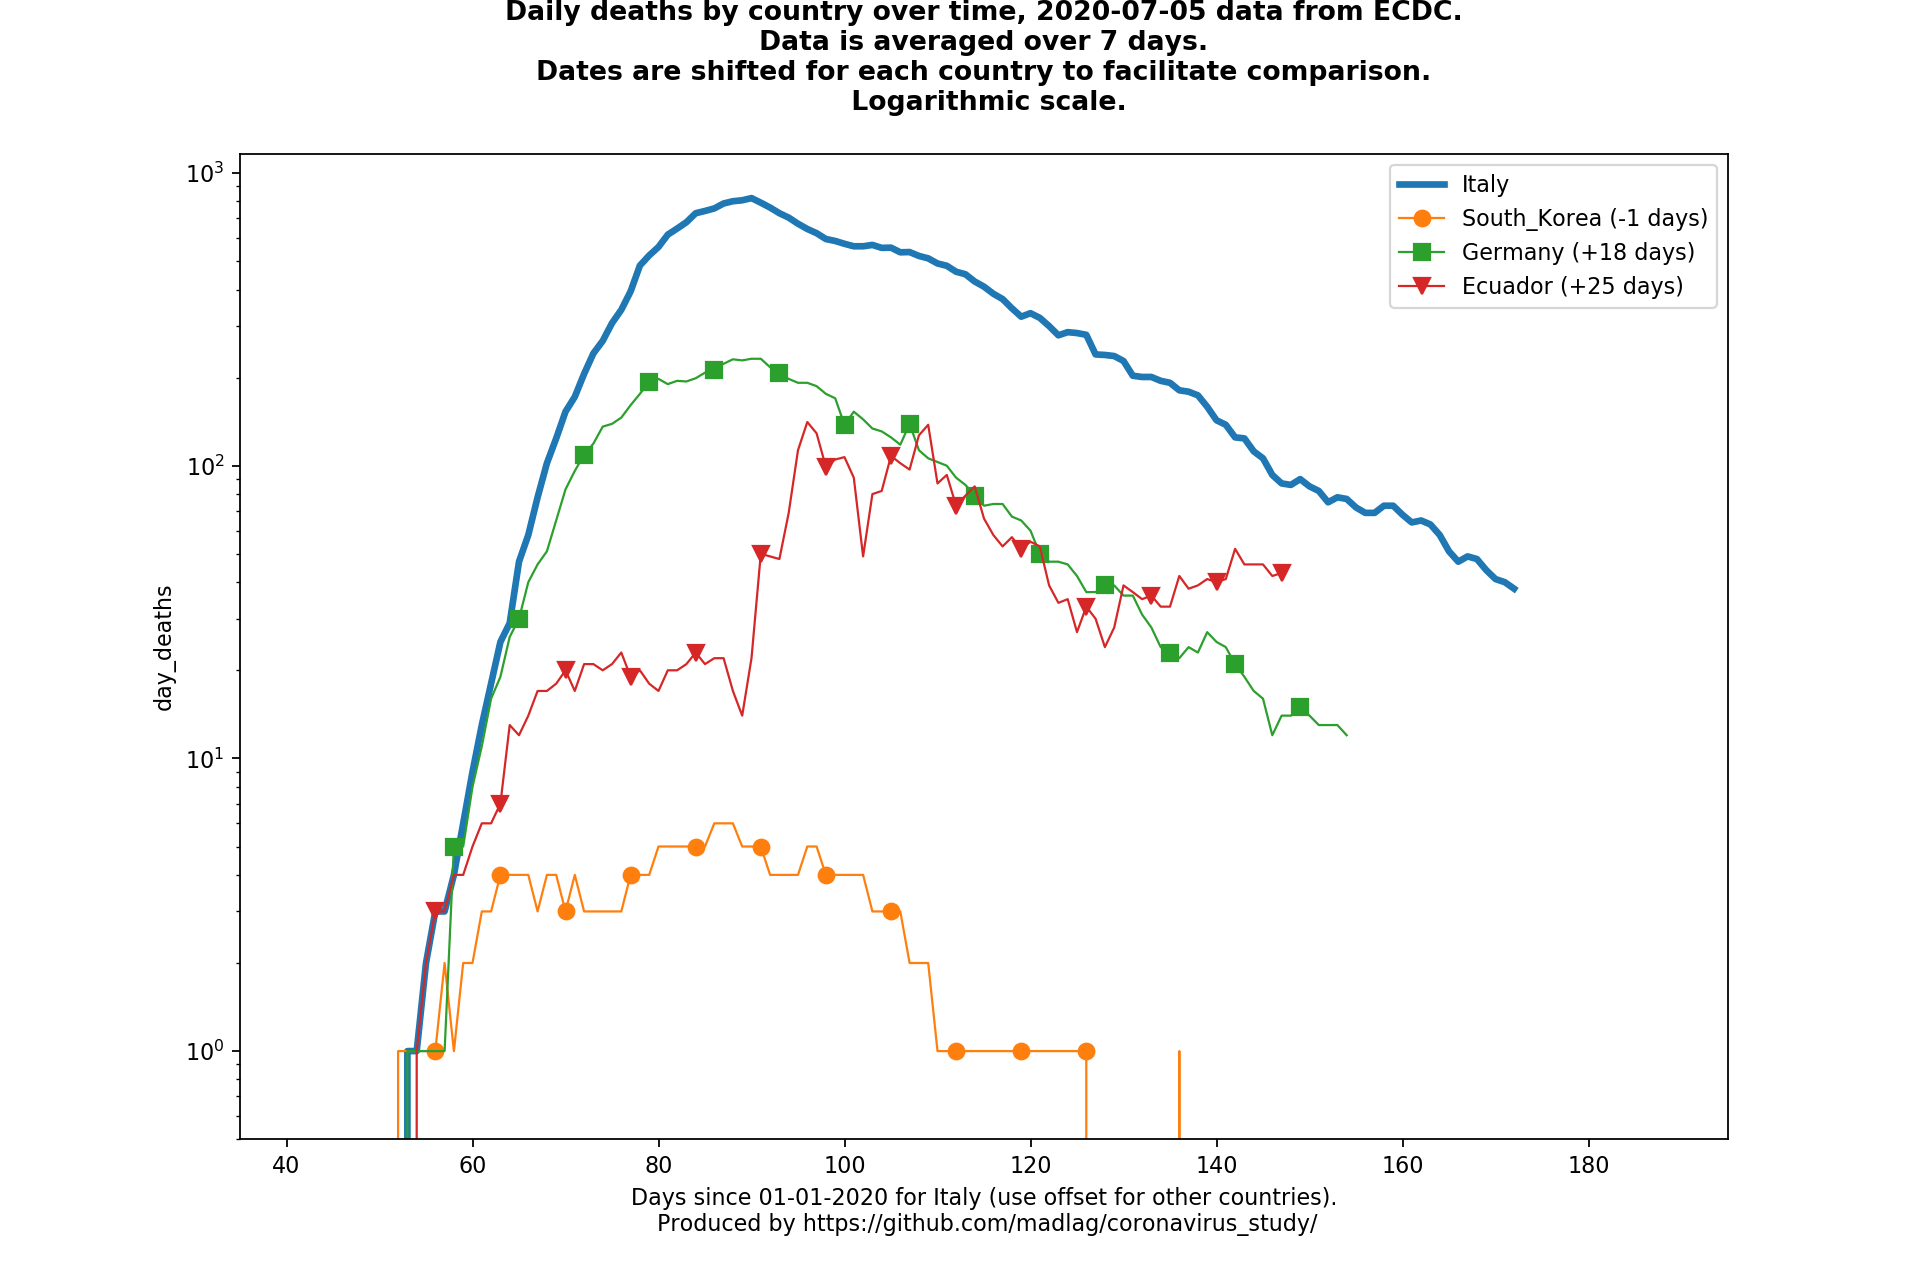 Daily deaths by country over time, 2020-07-05 data from ECDC.
Data is averaged over 7 days.
Dates are shifted for each country to facilitate comparison.
Logarithmic scale.
10³
10²
10¹
10⁰
day_deaths
Italy
South_Korea (-1 days)
Germany (+18 days)
Ecuador (+25 days)
40 60 80 100 120 140 160 180
Days since 01-01-2020 for Italy (use offset for other countries).
Produced by https://github.com/madlag/coronavirus_study/